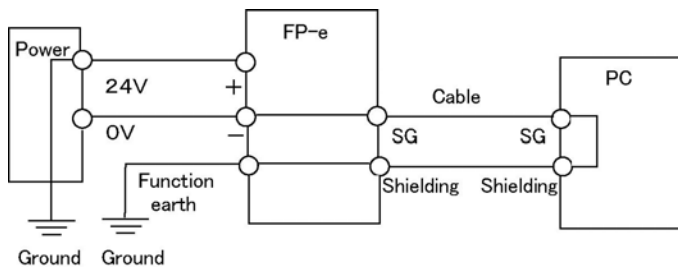 FP-e
Power
PC
24V
+
Cable
0V
−
SG
SG
Function
earth
Shielding
Shielding
Ground
Ground